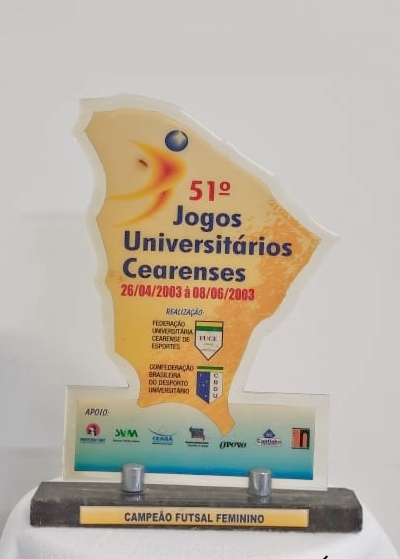 51º
Jogos
Universitários
Cearenses
26/04/2003 à 08/06/2003
REALIZAÇÃO:
FEDERAÇÃO
UNIVERSITÁRIA
CEARENSE DE
ESPORTES
FUCE
CONFEDERAÇÃO
BRASILEIRA
DO DESPORTO
UNIVERSITÁRIO
CBDU
APOIO:
CEARÁ
O POVO
CAMPEÃO FUTSAL FEMININO